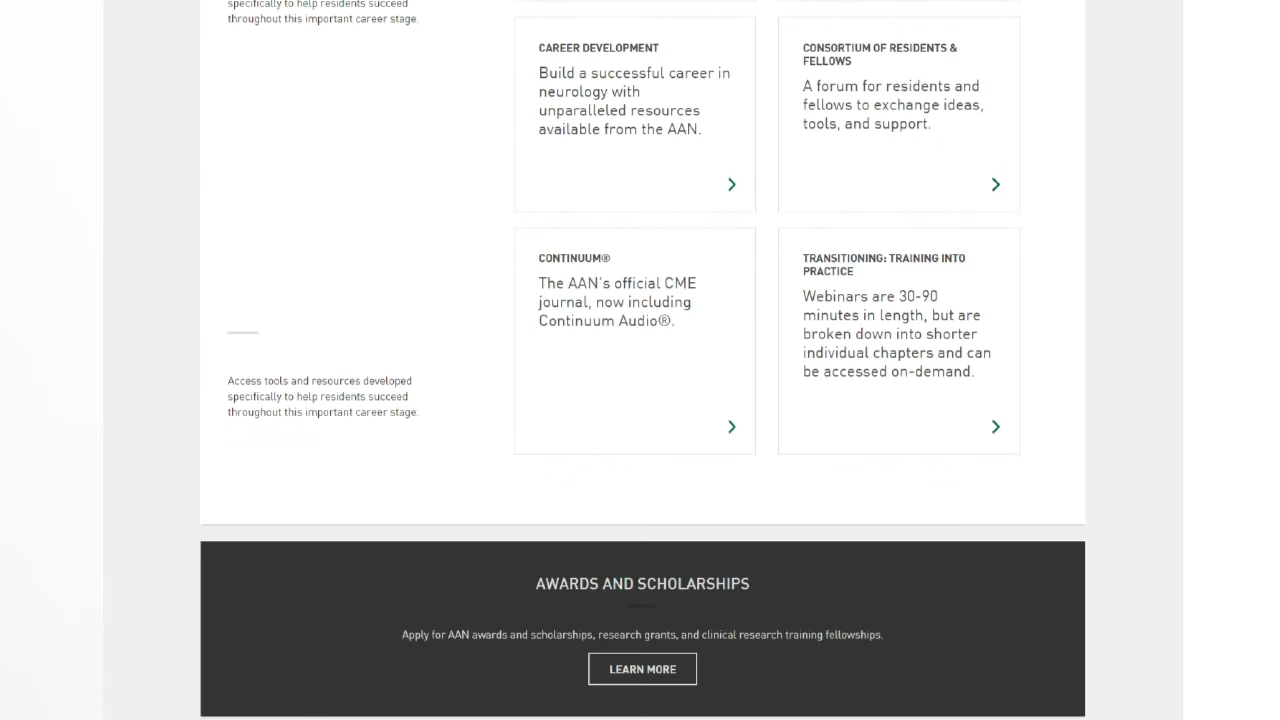 specifically to help residents succeed
throughout this important career stage.
CAREER DEVELOPMENT
Build a successful career in
neurology with
unparalleled resources
available from the AAN.
CONSORTIUM OF RESIDENTS &
FELLOWS
A forum for residents and
fellows to exchange ideas,
tools, and support.
CONTINUUM®
The AAN's official CME
journal, now including
Continuum Audio®.
TRANSITIONING: TRAINING INTO
PRACTICE
Webinars are 30-90
minutes in length, but are
broken down into shorter
individual chapters and can
be accessed on-demand.
Access tools and resources developed
specifically to help residents succeed
throughout this important career stage.
AWARDS AND SCHOLARSHIPS
Apply for AAN awards and scholarships, research grants, and clinical research training fellowships.
LEARN MORE